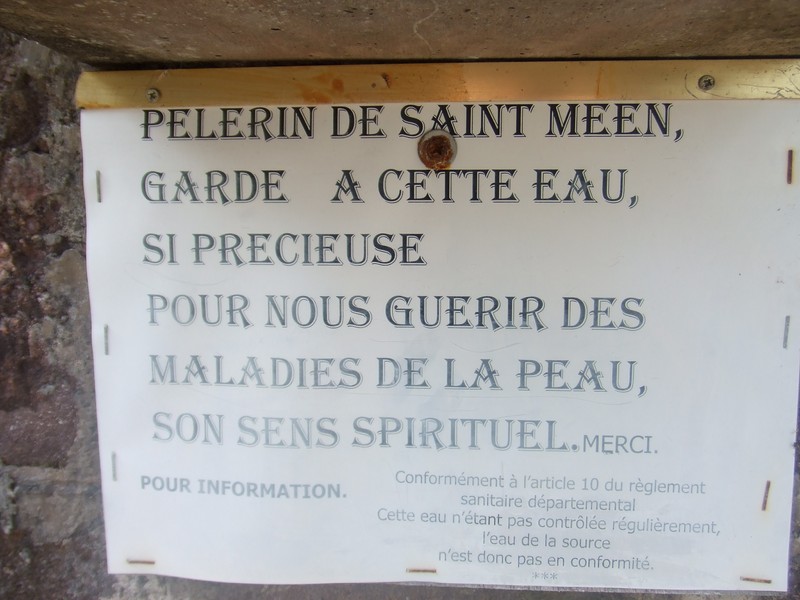 PELERIN DE SAINT MEEN,
GARDE A CETTE EAU,
SI PRECIEUSE
POUR NOUS GUERIR DES
MALADIES DE LA PEAU,
SON SENS SPIRITUEL. MERCI.
POUR INFORMATION.
Conformément à l'article 10 du règlement
sanitaire départemental
Cette eau n'étant pas contrôlée régulièrement,
l'eau de la source
n'est donc pas en conformité.